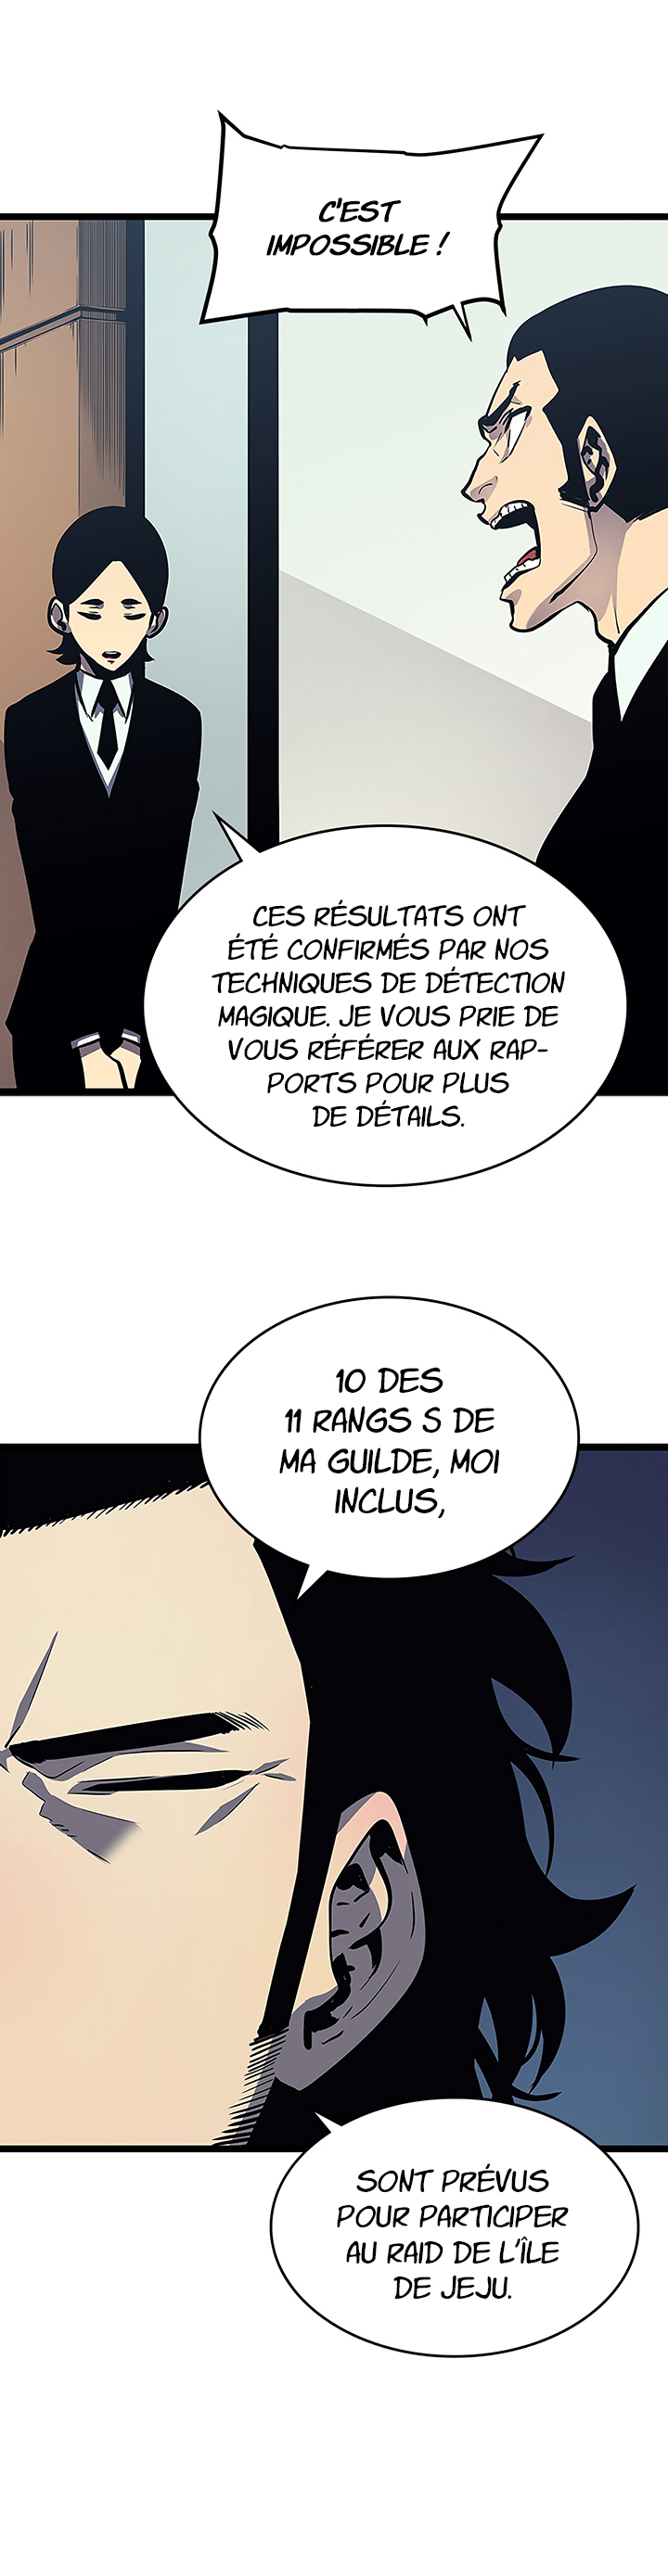 C'EST
IMPOSSIBLE !
CES RÉSULTATS ONT
ÉTÉ CONFIRMÉS PAR NOS
TECHNIQUES DE DÉTECTION
MAGIQUE. JE VOUS PRIE DE
VOUS RÉFÉRER AUX RAP-
PORTS POUR PLUS
DE DÉTAILS.
10 DES
11 RANGS S DE
MA GUILDE, MOI
INCLUS,
SONT PRÉVUS
POUR PARTICIPER
AU RAID DE L'ÎLE
DE JEJU.